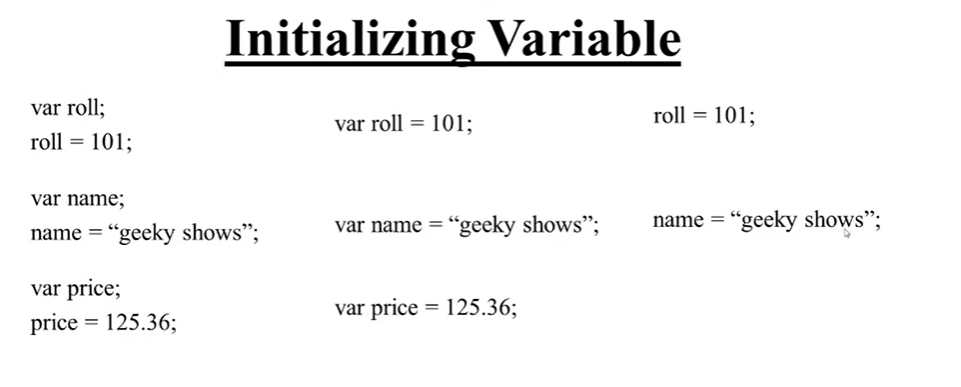 Initializing Variable
var roll;
roll = 101;
var name;
name = “geeky shows”;
var price;
price = 125.36;
var roll = 101;
var name = “geeky shows”;
var price = 125.36;
roll = 101;
name = “geeky shows”;